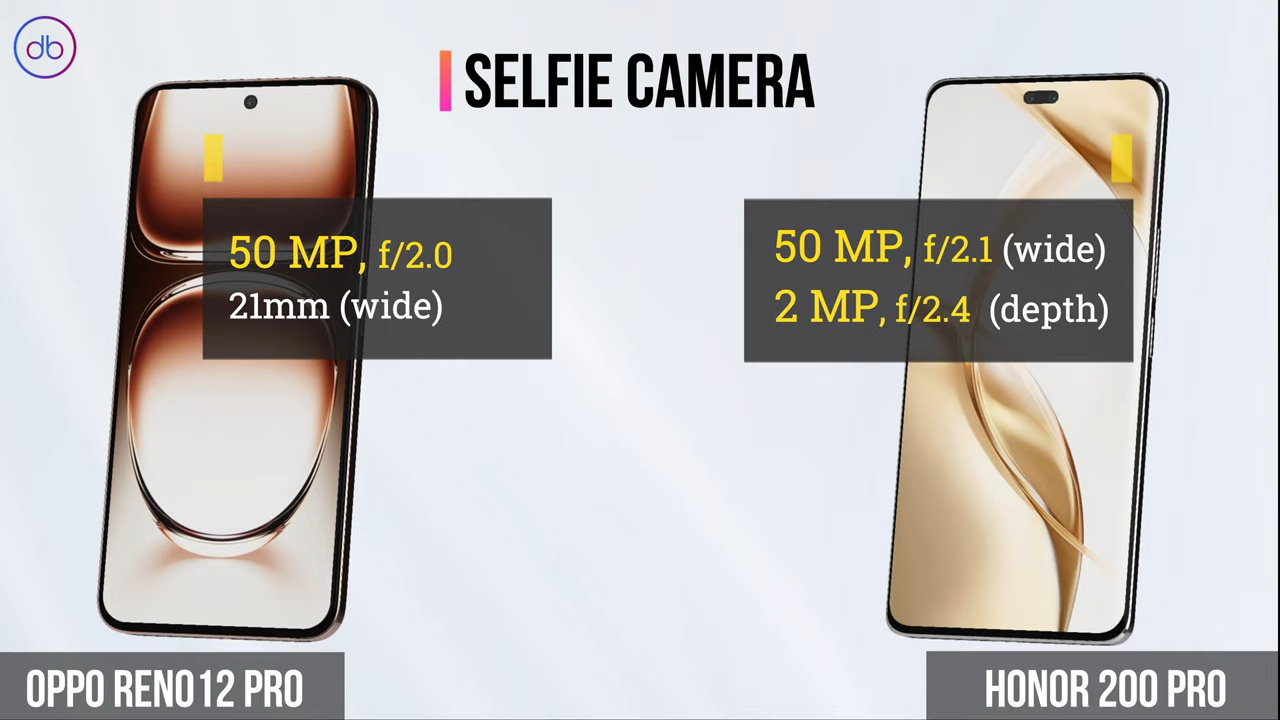 db
SELFIE CAMERA
50 MP, f/2.0
21mm (wide)
50 MP, f/2.1 (wide)
2 MP, f/2.4 (depth)
OPPO RENO12 PRO
HONOR 200 PRO